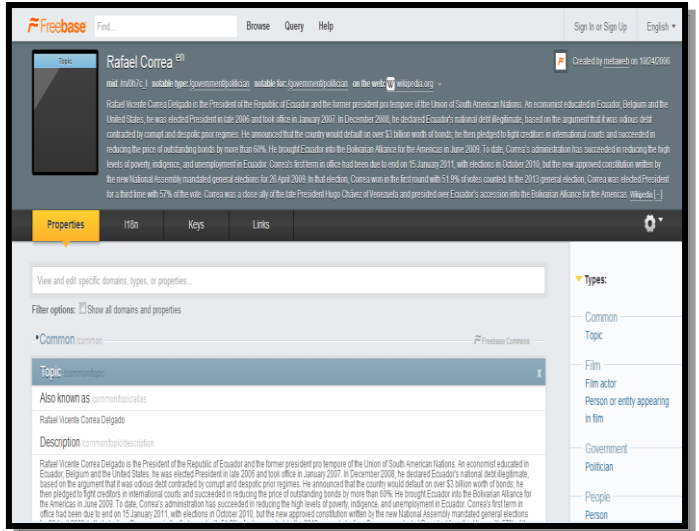 Freebase Find... Browse Query Help Sign In or Sign Up English
Topic
Rafael Correa en
Created by metaweb on 10/24/2006
mid: /m/0h7c_l notable type: /government/politician notable for: /government/politician on the web: W wikipedia.org
Rafael Vicente Correa Delgado is the President of the Republic of Ecuador and the former president pro tempore of the Union of South American Nations. An economist educated in Ecuador, Belgium and the
United States, he was elected President in late 2006 and took office in January 2007. In December 2008, he declared Ecuador's national debt illegitimate, based on the argument that it was odious debt
contracted by corrupt and despotic prior regimes. He announced that the country would default on over $3 billion worth of bonds; he then pledged to fight creditors in international courts and succeeded in
reducing the price of outstanding bonds by more than 60%. He brought Ecuador into the Bolivarian Alliance for the Americas in June 2009. To date, Correa's administration has succeeded in reducing the high
levels of poverty, indigence, and unemployment in Ecuador. Correa's first term in office had been due to end on 15 January 2011, with elections in October 2010, but the new approved constitution written by
the new National Assembly mandated general elections for 26 April 2009. In that election, Correa won in the first round with 51.9% of votes counted. In the 2013 general election, Correa was elected President
for a third time with 57% of the vote. Correa was a close ally of the late President Hugo Chávez of Venezuela and presided over Ecuador's accession into the Bolivarian Alliance for the Americas. Wikipedia [–]
Properties I18n Keys Links
View and edit specific domains, types, or properties...
Filter options: Show all domains and properties
Common /common
Freebase Commons
Topic /common/topic x
Also known as /common/topic/alias
Rafael Vicente Correa Delgado
Description /common/topic/description
Rafael Vicente Correa Delgado is the President of the Republic of Ecuador and the former president pro tempore of the Union of South American Nations. An economist educated in
Ecuador, Belgium and the United States, he was elected President in late 2006 and took office in January 2007. In December 2008, he declared Ecuador's national debt illegitimate,
based on the argument that it was odious debt contracted by corrupt and despotic prior regimes. He announced that the country would default on over $3 billion worth of bonds; he
then pledged to fight creditors in international courts and succeeded in reducing the price of outstanding bonds by more than 60%. He brought Ecuador into the Bolivarian Alliance for
the Americas in June 2009. To date, Correa's administration has succeeded in reducing the high levels of poverty, indigence, and unemployment in Ecuador. Correa's first term in
office had been due to end on 15 January 2011, with elections in October 2010, but the new approved constitution written by the new National Assembly mandated general elections
Types:
Common
Topic
Film
Film actor
Person or entity appearing
in film
Government
Politician
People
Person